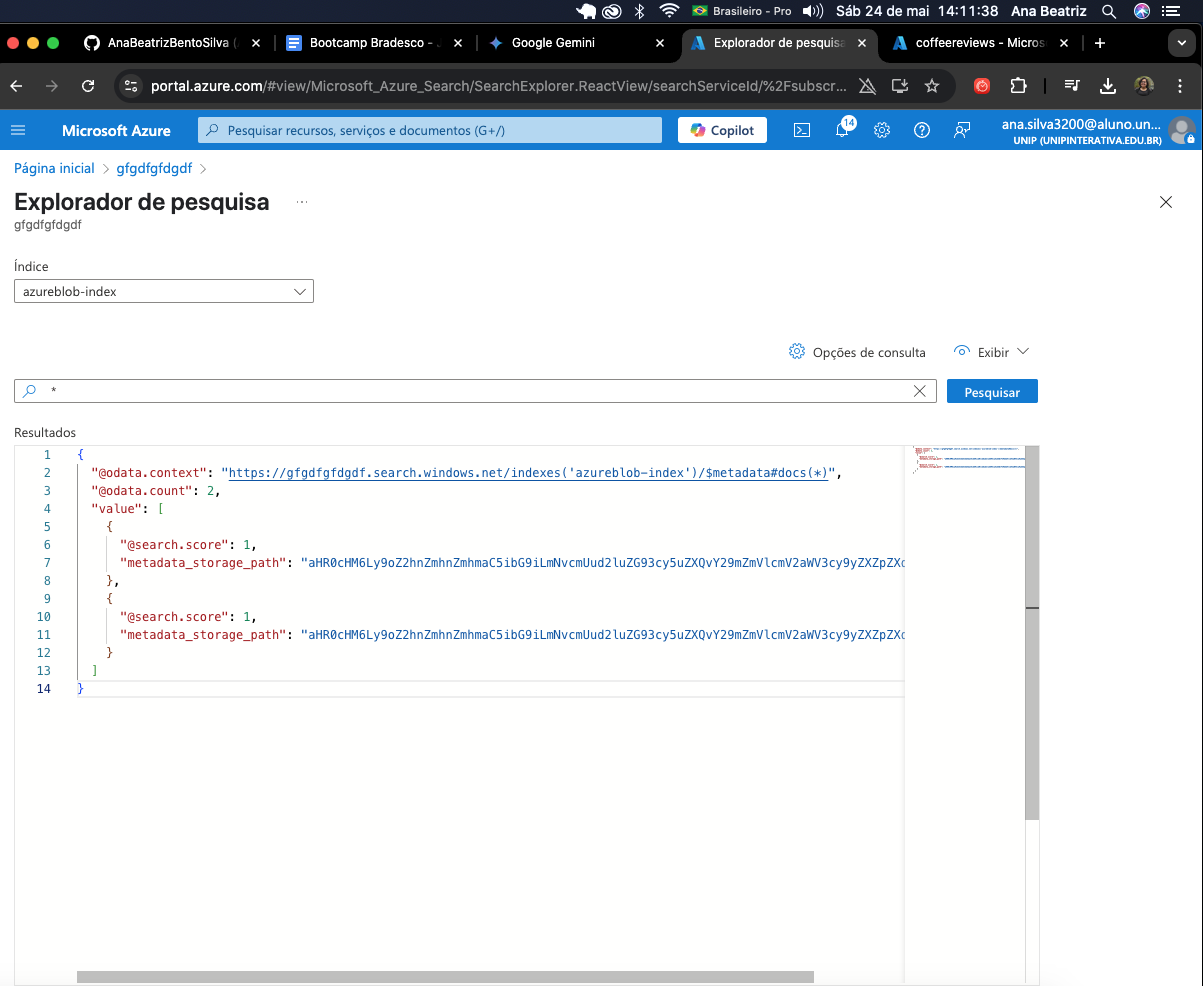 Brasileiro - Pro Sáb 24 de mai 14:11:38 Ana Beatriz
AnaBeatrizBentoSilva Bootcamp Bradesco - Google Gemini Explorador de pesquisa coffeereviews - Micros
portal.azure.com/#view/Microsoft_Azure_Search/SearchExplorer.ReactView/searchServiceId/%2Fsubscr...
Microsoft Azure Pesquisar recursos, serviços e documentos (G+/) Copilot 14 ana.silva3200@aluno.un...
UNIP (UNIPINTERATIVA.EDU.BR)
Página inicial > gfgdfgfdgdf >
Explorador de pesquisa ...
gfgdfgfdgdf
Índice
azureblob-index
Opções de consulta Exibir
* Pesquisar
Resultados
1 {
2 "@odata.context": "https://gfgdfgfdgdf.search.windows.net/indexes('azureblob-index')/$metadata#docs(*)",
3 "@odata.count": 2,
4 "value": [
5 {
6 "@search.score": 1,
7 "metadata_storage_path": "aHR0cHM6Ly9oZ2hnZmhnZmhmaC5ibG9iLmNvcmUud2luZG93cy5uZXQvY29mZmVlcmV2aWV3cy9yZXZpZX
8 },
9 {
10 "@search.score": 1,
11 "metadata_storage_path": "aHR0cHM6Ly9oZ2hnZmhnZmhmaC5ibG9iLmNvcmUud2luZG93cy5uZXQvY29mZmVlcmV2aWV3cy9yZXZpZX
12 }
13 ]
14 }